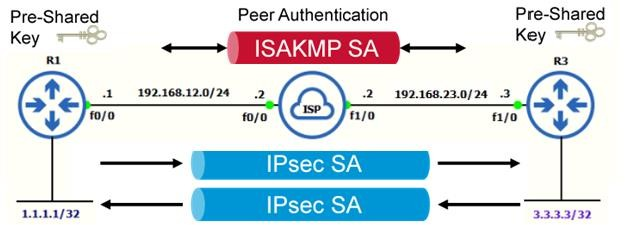 Pre-Shared
Key
Peer Authentication
Pre-Shared
Key
ISAKMP SA
R1
R3
.1
192.168.12.0/24
.2
ISP
.2
192.168.23.0/24
.3
f0/0
f0/0
f1/0
f1/0
IPsec SA
IPsec SA
1.1.1.1/32
3.3.3.3/32